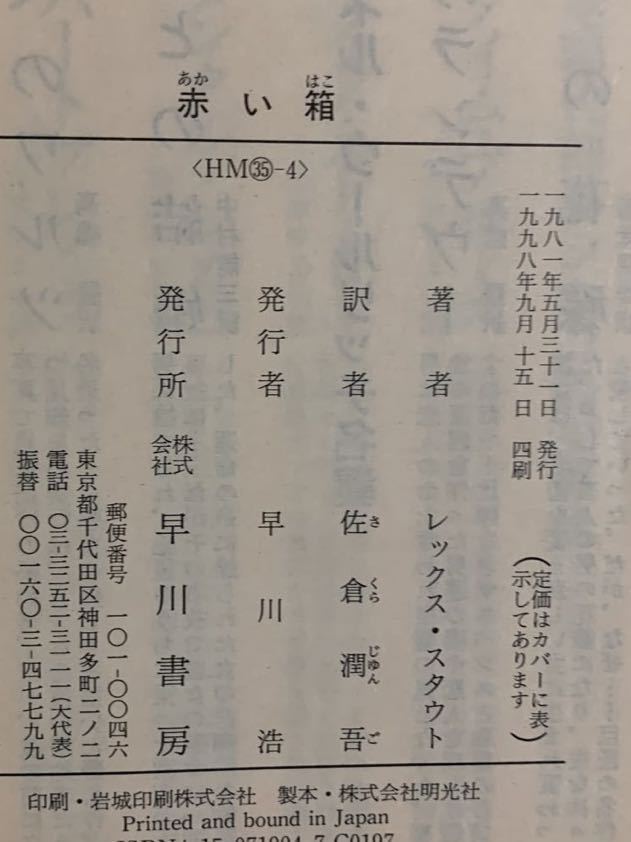 赤い箱
あか はこ
〈HM㉟-4〉
一九八一年五月三十一日 発行
一九九八年九月 十五日 四刷
(定価はカバーに表
示してあります)
著者 レックス・スタウト
訳者 佐倉潤吾
さ くら じゆん ご
発行者 早川 浩
発行所 株式会社 早川書房
郵便番号 一〇一-〇〇四六
東京都千代田区神田多町二ノ二
電話 〇三-三二五二-三一一一(大代表)
振替 〇〇一六〇-三-四七七九九
印刷・岩城印刷株式会社 製本・株式会社明光社
Printed and bound in Japan